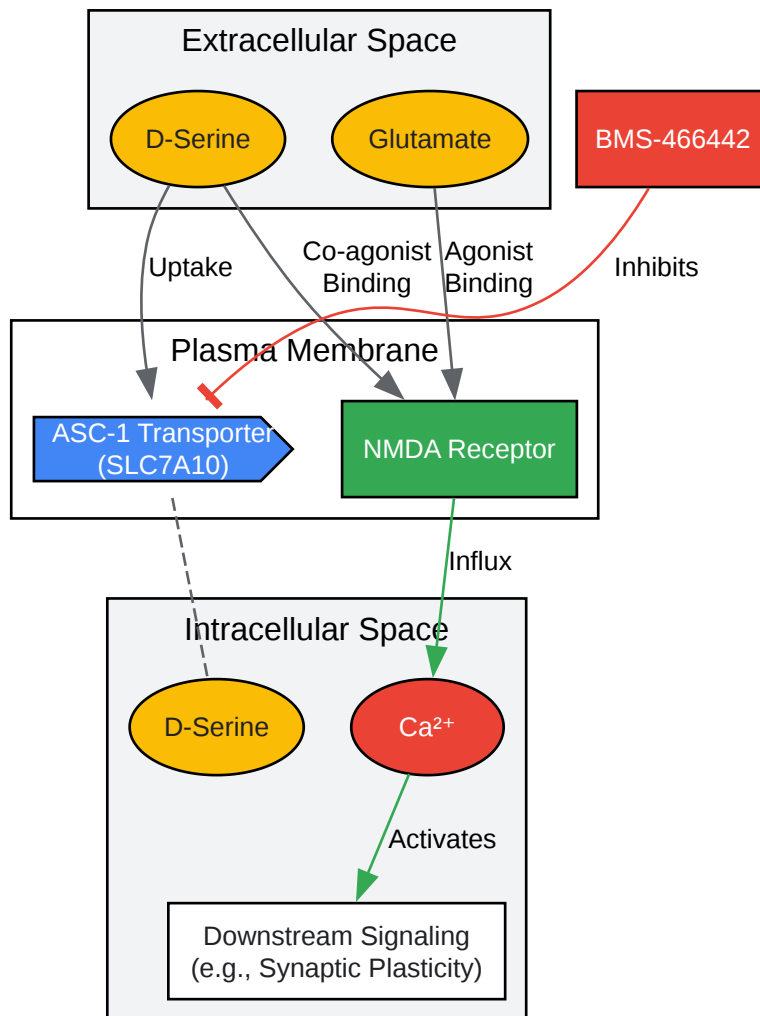 Extracellular Space
D-Serine
Glutamate
BMS-466442
Uptake
Co-agonist
Binding
Agonist
Binding
Inhibits
Plasma Membrane
ASC-1 Transporter
(SLC7A10)
NMDA Receptor
Influx
Intracellular Space
D-Serine
Ca²⁺
Activates
Downstream Signaling
(e.g., Synaptic Plasticity)